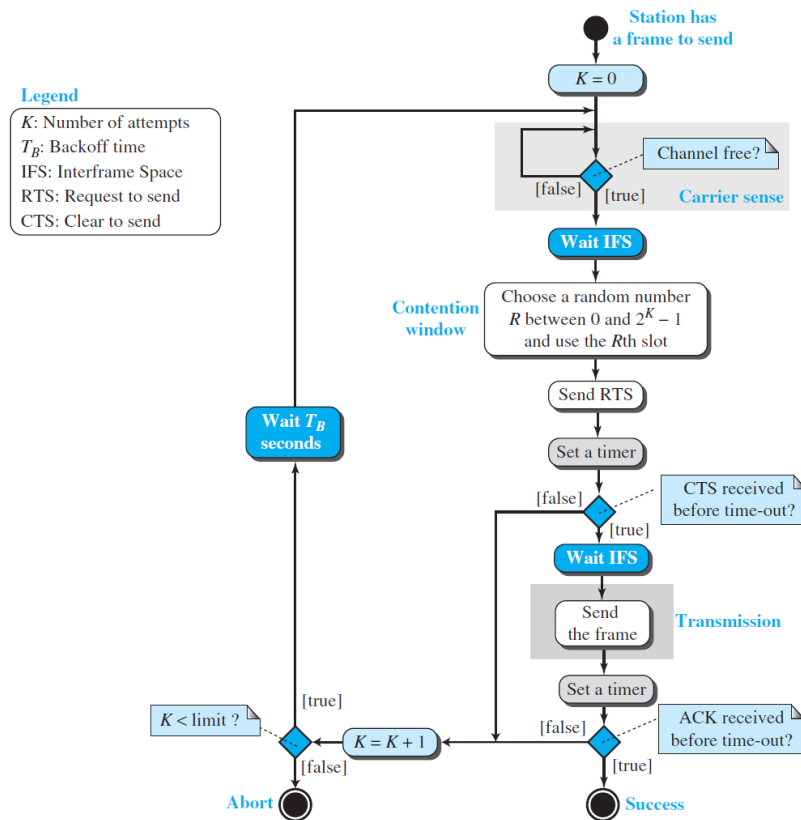 Station has
a frame to send
K = 0
Legend
K: Number of attempts
T_B: Backoff time
IFS: Interframe Space
RTS: Request to send
CTS: Clear to send
Channel free?
[false]
[true]
Carrier sense
Wait IFS
Contention
window
Choose a random number
R between 0 and 2^K − 1
and use the Rth slot
Send RTS
Wait T_B
seconds
Set a timer
CTS received
before time-out?
[false]
[true]
Wait IFS
Send
the frame
Transmission
Set a timer
[true]
K < limit ?
K = K + 1
[false]
ACK received
before time-out?
[false]
[true]
Abort
Success